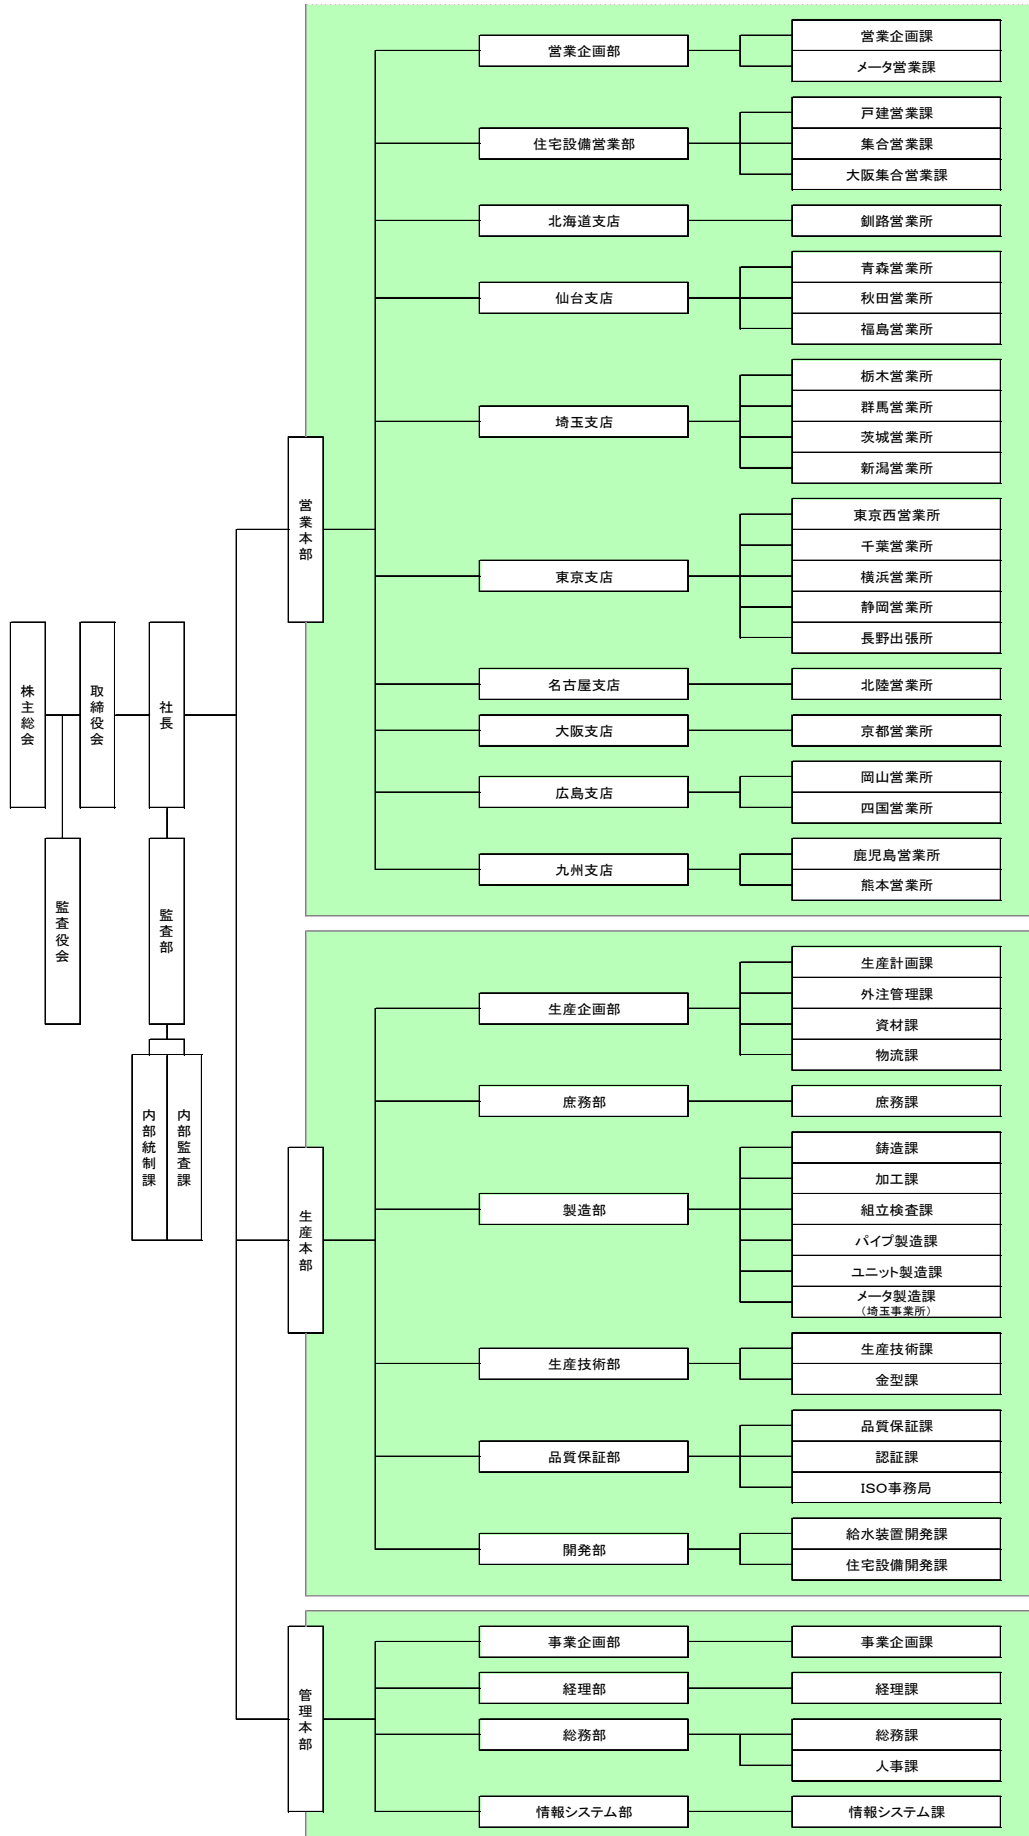 株主総会
監査役会
取締役会
社長
監査部
内部統制課
内部監査課
営業本部
営業企画部
営業企画課
メータ営業課
住宅設備営業部
戸建営業課
集合営業課
大阪集合営業課
北海道支店
釧路営業所
仙台支店
青森営業所
秋田営業所
福島営業所
埼玉支店
栃木営業所
群馬営業所
茨城営業所
新潟営業所
東京支店
東京西営業所
千葉営業所
横浜営業所
静岡営業所
長野出張所
名古屋支店
北陸営業所
大阪支店
京都営業所
広島支店
岡山営業所
四国営業所
九州支店
鹿児島営業所
熊本営業所
生産本部
生産企画部
生産計画課
外注管理課
資材課
物流課
庶務部
庶務課
製造部
鋳造課
加工課
組立検査課
パイプ製造課
ユニット製造課
メータ製造課
（埼玉事業所）
生産技術部
生産技術課
金型課
品質保証部
品質保証課
認証課
ISO事務局
開発部
給水装置開発課
住宅設備開発課
管理本部
事業企画部
事業企画課
経理部
経理課
総務部
総務課
人事課
情報システム部
情報システム課